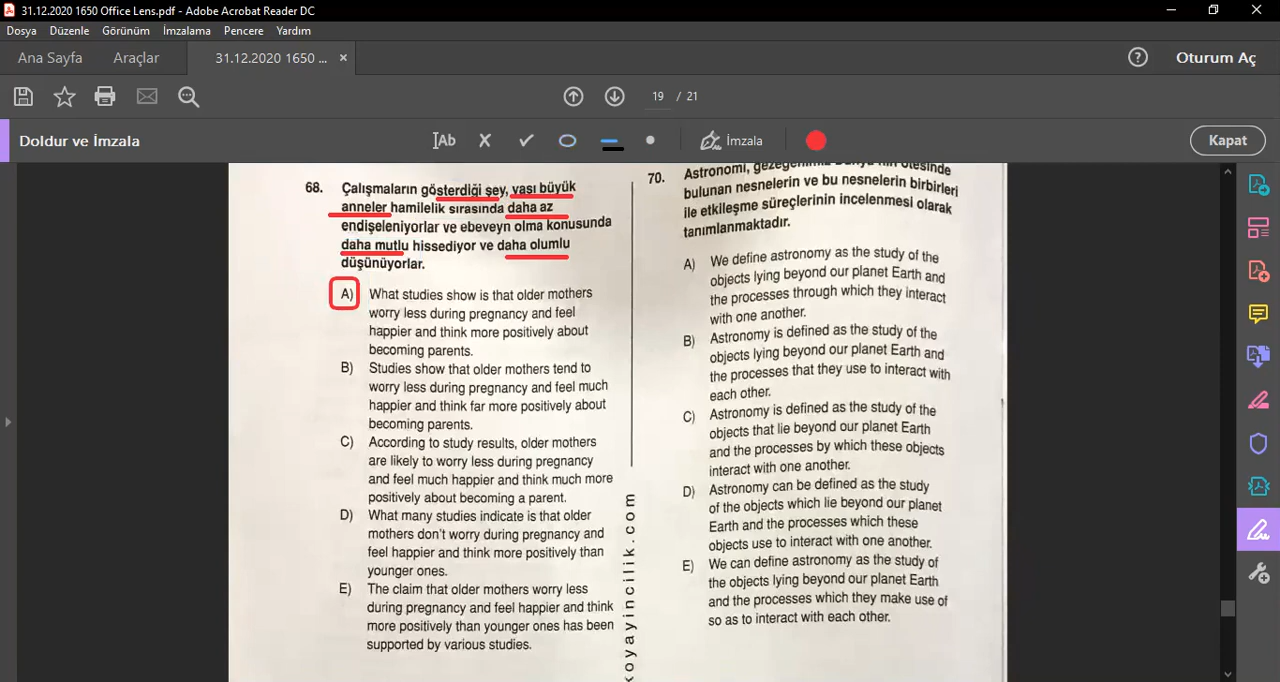 31.12.2020 1650 Office Lens.pdf - Adobe Acrobat Reader DC
Dosya Düzenle Görünüm İmzalama Pencere Yardım
Ana Sayfa Araçlar 31.12.2020 1650 ... × ? Oturum Aç
19 / 21
Doldur ve İmzala
IAb İmzala Kapat
68. Çalışmaların gösterdiği şey, yaşı büyük
anneler hamilelik sırasında daha az
endişeleniyorlar ve ebeveyn olma konusunda
daha mutlu hissediyor ve daha olumlu
düşünüyorlar.
A) What studies show is that older mothers
worry less during pregnancy and feel
happier and think more positively about
becoming parents.
B) Studies show that older mothers tend to
worry less during pregnancy and feel much
happier and think far more positively about
becoming parents.
C) According to study results, older mothers
are likely to worry less during pregnancy
and feel much happier and think much more
positively about becoming a parent.
D) What many studies indicate is that older
mothers don't worry during pregnancy and
feel happier and think more positively than
younger ones.
E) The claim that older mothers worry less
during pregnancy and feel happier and think
more positively than younger ones has been
supported by various studies.
koyayincilik.com
70. Astronomi, gezegenimiz Dünya'nın ötesinde
bulunan nesnelerin ve bu nesnelerin birbirleri
ile etkileşme süreçlerinin incelenmesi olarak
tanımlanmaktadır.
A) We define astronomy as the study of the
objects lying beyond our planet Earth and
the processes through which they interact
with one another.
B) Astronomy is defined as the study of the
objects lying beyond our planet Earth and
the processes that they use to interact with
each other.
C) Astronomy is defined as the study of the
objects that lie beyond our planet Earth
and the processes by which these objects
interact with one another.
D) Astronomy can be defined as the study
of the objects which lie beyond our planet
Earth and the processes which these
objects use to interact with one another.
E) We can define astronomy as the study of
the objects lying beyond our planet Earth
and the processes which they make use of
so as to interact with each other.